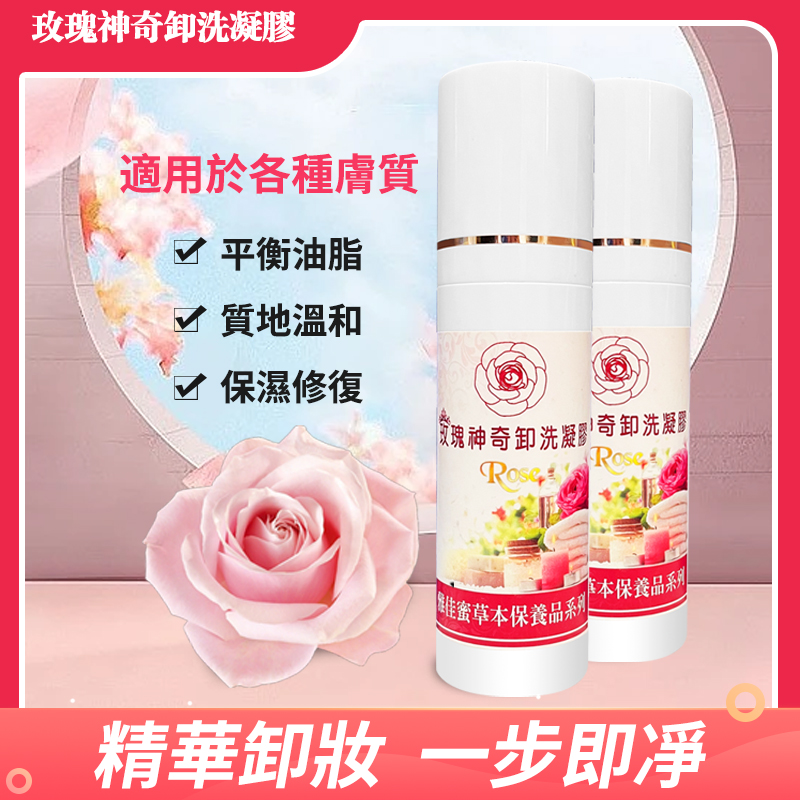 玫瑰神奇卸洗凝膠
適用於各種膚質
平衡油脂
質地溫和
保濕修復
玫瑰神奇卸洗凝膠
Rose
雅佳蜜草本保養品系列
奇卸洗凝膠
Rose
草本保養品系列
精華卸妝 一步即凈